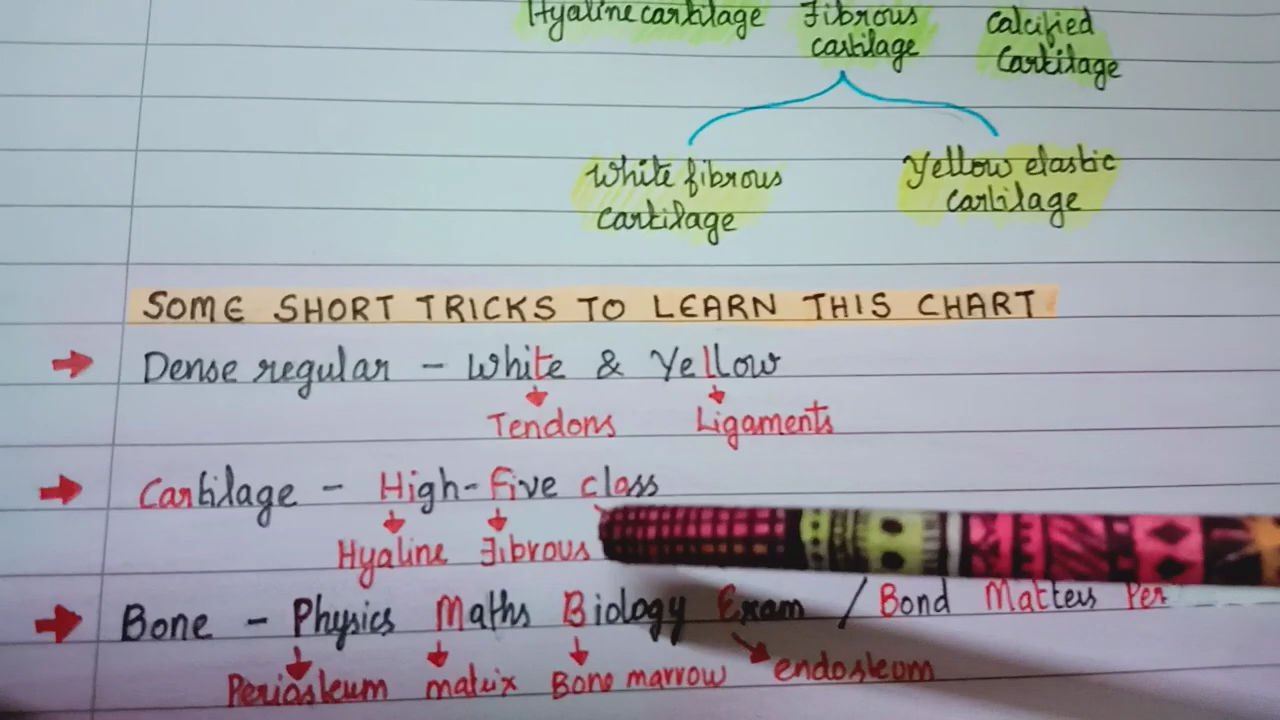 Hyaline cartilage Fibrous cartilage Calcified Cartilage
White fibrous cartilage Yellow elastic cartilage
SOME SHORT TRICKS TO LEARN THIS CHART
Dense regular - White & Yellow
Tendons Ligaments
Cartilage - High-five class
Hyaline Fibrous
Bone - Physics Maths Biology Exam / Bond Matters Per
Periosteum matrix Bone marrow endosteum